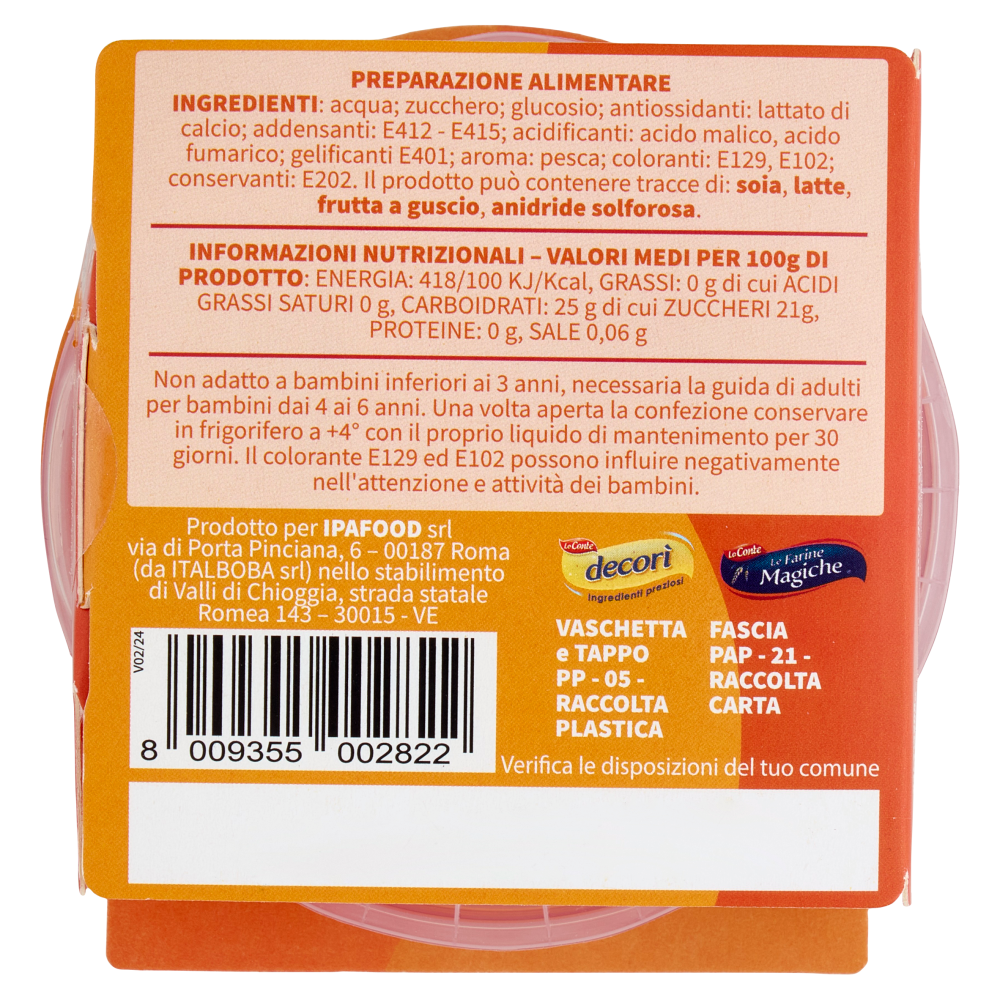 PREPARAZIONE ALIMENTARE
INGREDIENTI: acqua; zucchero; glucosio; antiossidanti: lattato di
calcio; addensanti: E412 - E415; acidificanti: acido malico, acido
fumarico; gelificanti E401; aroma: pesca; coloranti: E129, E102;
conservanti: E202. Il prodotto può contenere tracce di: soia, latte,
frutta a guscio, anidride solforosa.
INFORMAZIONI NUTRIZIONALI – VALORI MEDI PER 100g DI
PRODOTTO: ENERGIA: 418/100 KJ/Kcal, GRASSI: 0 g di cui ACIDI
GRASSI SATURI 0 g, CARBOIDRATI: 25 g di cui ZUCCHERI 21g,
PROTEINE: 0 g, SALE 0,06 g
Non adatto a bambini inferiori ai 3 anni, necessaria la guida di adulti
per bambini dai 4 ai 6 anni. Una volta aperta la confezione conservare
in frigorifero a +4° con il proprio liquido di mantenimento per 30
giorni. Il colorante E129 ed E102 possono influire negativamente
nell'attenzione e attività dei bambini.
Prodotto per IPAFOOD srl
via di Porta Pinciana, 6 – 00187 Roma
(da ITALBOBA srl) nello stabilimento
di Valli di Chioggia, strada statale
Romea 143 – 30015 - VE
V02/24
8 009355 002822
Lo Conte
decorì
ingredienti preziosi
Lo Conte
Le Farine
Magiche
VASCHETTA
e TAPPO
PP - 05 -
RACCOLTA
PLASTICA
FASCIA
PAP - 21 -
RACCOLTA
CARTA
Verifica le disposizioni del tuo comune